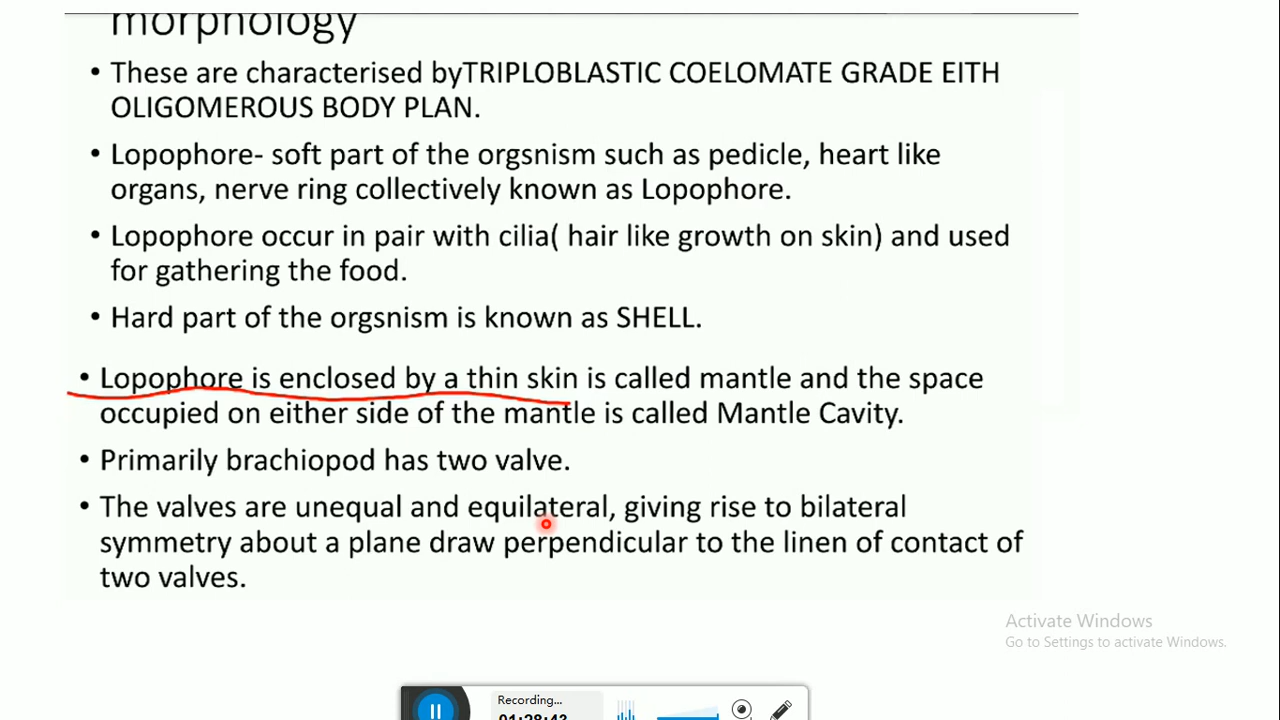 morphology
• These are characterised byTRIPLOBLASTIC COELOMATE GRADE EITH
OLIGOMEROUS BODY PLAN.
• Lopophore- soft part of the orgsnism such as pedicle, heart like
organs, nerve ring collectively known as Lopophore.
• Lopophore occur in pair with cilia( hair like growth on skin) and used
for gathering the food.
• Hard part of the orgsnism is known as SHELL.
• Lopophore is enclosed by a thin skin is called mantle and the space
occupied on either side of the mantle is called Mantle Cavity.
• Primarily brachiopod has two valve.
• The valves are unequal and equilateral, giving rise to bilateral
symmetry about a plane draw perpendicular to the linen of contact of
two valves.
Activate Windows
Go to Settings to activate Windows.
Recording...
01:28:43